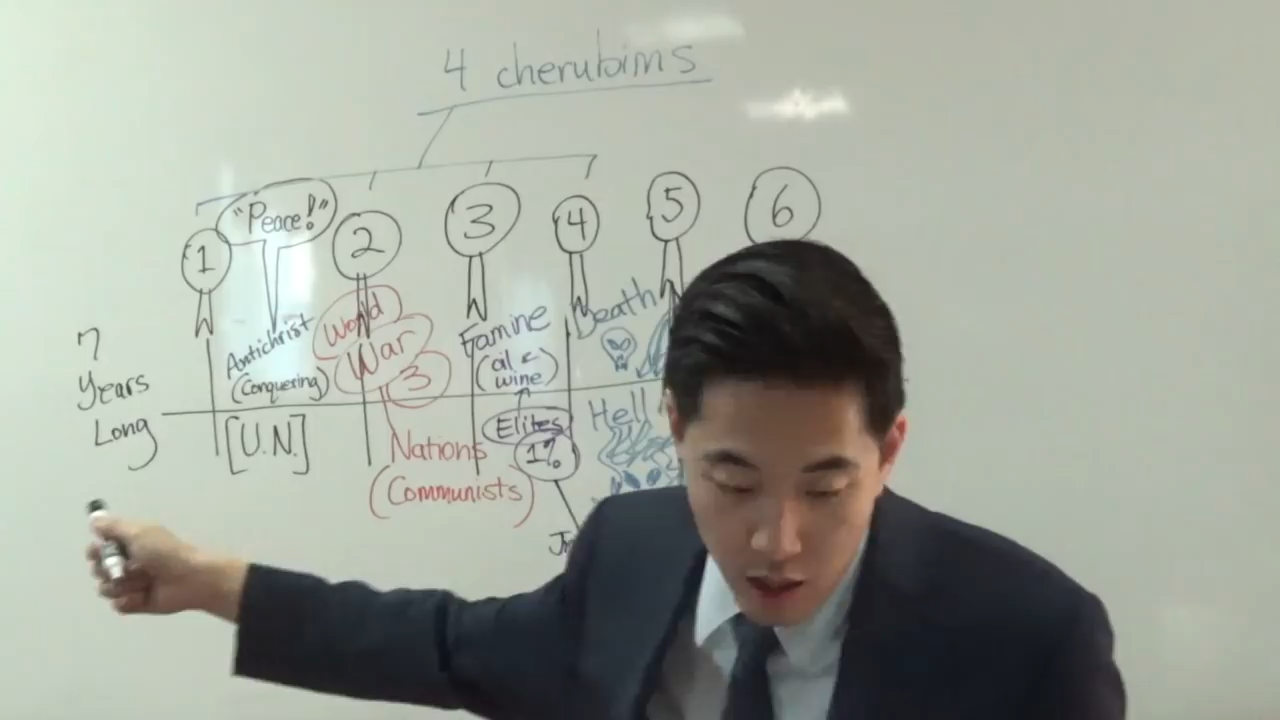 4 cherubims
1
"Peace!"
2
3
4
5
6
7
Years
Long
Antichrist
(Conquering)
[U.N.]
World
War
3
Nations
(Communists)
Famine
(oil &
wine)
Elites
1%
Death
Hell